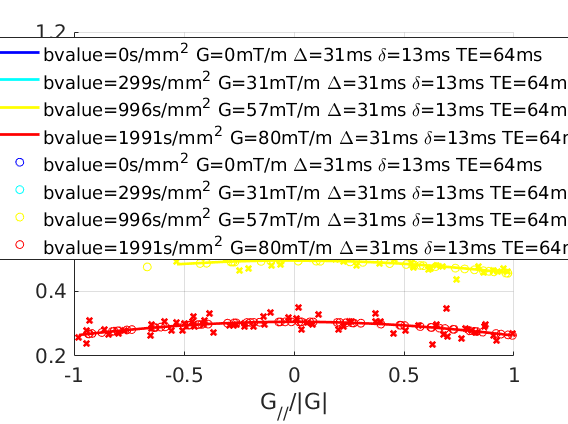 1.2
bvalue=0s/mm2 G=0mT/m Δ=31ms δ=13ms TE=64ms
bvalue=299s/mm2 G=31mT/m Δ=31ms δ=13ms TE=64m
bvalue=996s/mm2 G=57mT/m Δ=31ms δ=13ms TE=64m
bvalue=1991s/mm2 G=80mT/m Δ=31ms δ=13ms TE=64m
bvalue=0s/mm2 G=0mT/m Δ=31ms δ=13ms TE=64ms
bvalue=299s/mm2 G=31mT/m Δ=31ms δ=13ms TE=64m
bvalue=996s/mm2 G=57mT/m Δ=31ms δ=13ms TE=64m
bvalue=1991s/mm2 G=80mT/m Δ=31ms δ=13ms TE=64m
0.4
0.2
-1 -0.5 0 0.5 1
G///|G|